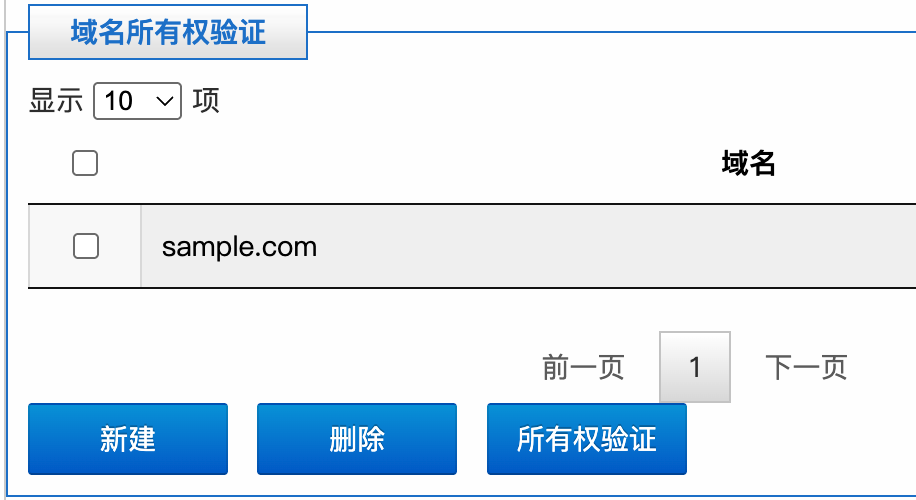 域名所有权验证
显示 10 项
域名
sample.com
前一页 1 下一页
新建 删除 所有权验证